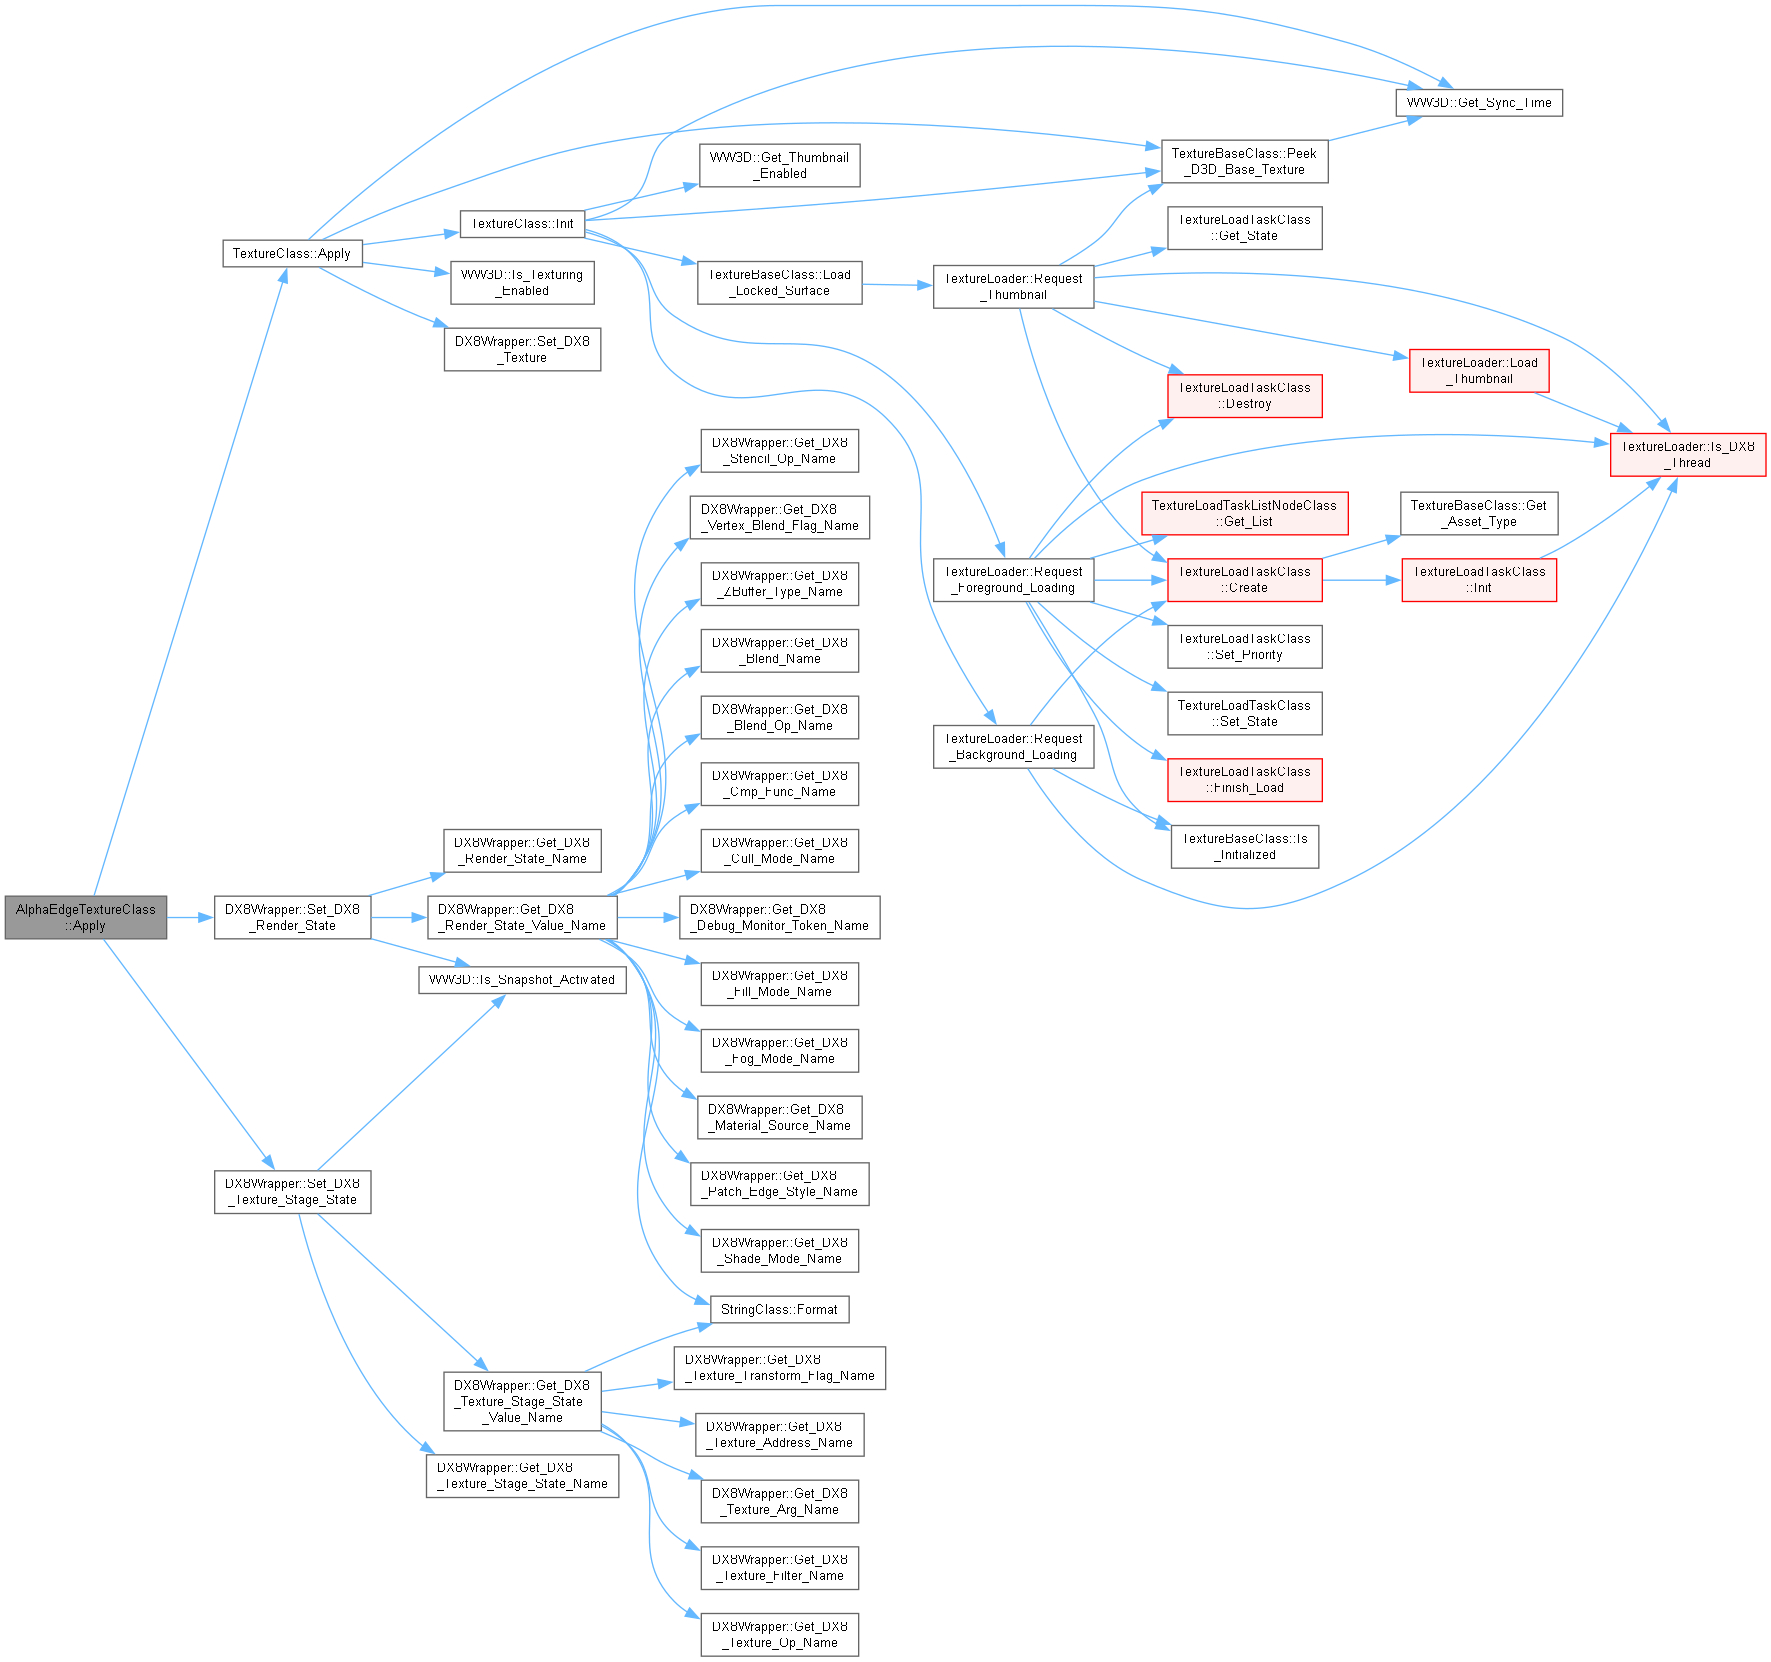 AlphaEdgeTextureClass
::Apply
TextureClass::Apply
DX8Wrapper::Set_DX8
_Render_State
DX8Wrapper::Set_DX8
_Texture_Stage_State
TextureClass::Init
WW3D::Is_Texturing
_Enabled
DX8Wrapper::Set_DX8
_Texture
DX8Wrapper::Get_DX8
_Render_State_Name
DX8Wrapper::Get_DX8
_Render_State_Value_Name
WW3D::Is_Snapshot_Activated
DX8Wrapper::Get_DX8
_Texture_Stage_State
_Value_Name
DX8Wrapper::Get_DX8
_Texture_Stage_State_Name
WW3D::Get_Thumbnail
_Enabled
TextureBaseClass::Load
_Locked_Surface
DX8Wrapper::Get_DX8
_Stencil_Op_Name
DX8Wrapper::Get_DX8
_Vertex_Blend_Flag_Name
DX8Wrapper::Get_DX8
_ZBuffer_Type_Name
DX8Wrapper::Get_DX8
_Blend_Name
DX8Wrapper::Get_DX8
_Blend_Op_Name
DX8Wrapper::Get_DX8
_Cmp_Func_Name
DX8Wrapper::Get_DX8
_Cull_Mode_Name
DX8Wrapper::Get_DX8
_Debug_Monitor_Token_Name
DX8Wrapper::Get_DX8
_Fill_Mode_Name
DX8Wrapper::Get_DX8
_Fog_Mode_Name
DX8Wrapper::Get_DX8
_Material_Source_Name
DX8Wrapper::Get_DX8
_Patch_Edge_Style_Name
DX8Wrapper::Get_DX8
_Shade_Mode_Name
StringClass::Format
DX8Wrapper::Get_DX8
_Texture_Transform_Flag_Name
DX8Wrapper::Get_DX8
_Texture_Address_Name
DX8Wrapper::Get_DX8
_Texture_Arg_Name
DX8Wrapper::Get_DX8
_Texture_Filter_Name
DX8Wrapper::Get_DX8
_Texture_Op_Name
TextureLoader::Request
_Thumbnail
TextureLoader::Request
_Foreground_Loading
TextureLoader::Request
_Background_Loading
TextureBaseClass::Peek
_D3D_Base_Texture
TextureLoadTaskClass
::Get_State
TextureLoadTaskClass
::Destroy
TextureLoadTaskListNodeClass
::Get_List
TextureLoadTaskClass
::Create
TextureLoadTaskClass
::Set_Priority
TextureLoadTaskClass
::Set_State
TextureLoadTaskClass
::Finish_Load
TextureBaseClass::Is
_Initialized
WW3D::Get_Sync_Time
TextureLoader::Load
_Thumbnail
TextureBaseClass::Get
_Asset_Type
TextureLoadTaskClass
::Init
TextureLoader::Is_DX8
_Thread